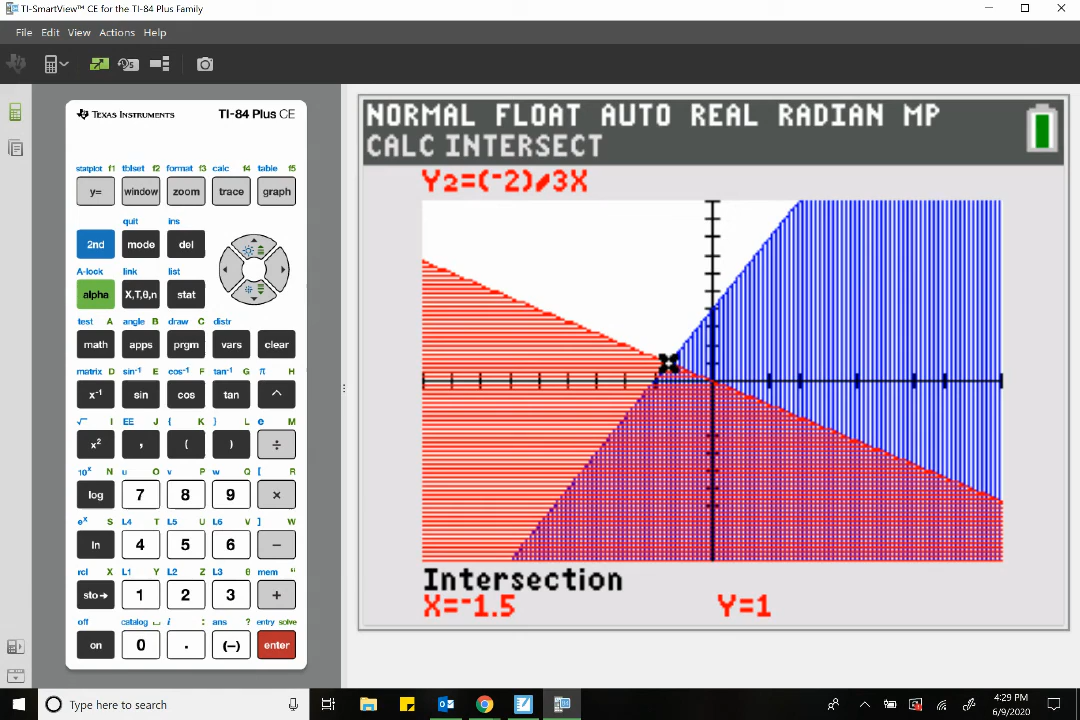 TI-SmartView™ CE for the TI-84 Plus Family
File Edit View Actions Help
TEXAS INSTRUMENTS TI-84 Plus CE
statplot f1 tblset f2 format f3 calc f4 table f5
y= window zoom trace graph
quit ins
2nd mode del
A-lock link list
alpha X,T,θ,n stat
test A angle B draw C distr
math apps prgm vars clear
matrix D sin⁻¹ E cos⁻¹ F tan⁻¹ G π H
x⁻¹ sin cos tan ^
√ I EE J { K } L e M
x² , ( ) ÷
10ˣ N u O v P w Q [ R
log 7 8 9 ×
eˣ S L4 T L5 U L6 V ] W
ln 4 5 6 −
rcl X L1 Y L2 Z L3 θ mem "
sto→ 1 2 3 +
off catalog ⎵ i : ans ? entry solve
on 0 . (−) enter
NORMAL FLOAT AUTO REAL RADIAN MP
CALC INTERSECT
Y2=(-2)/3X
Intersection
X=-1.5 Y=1
Type here to search
4:29 PM
6/9/2020